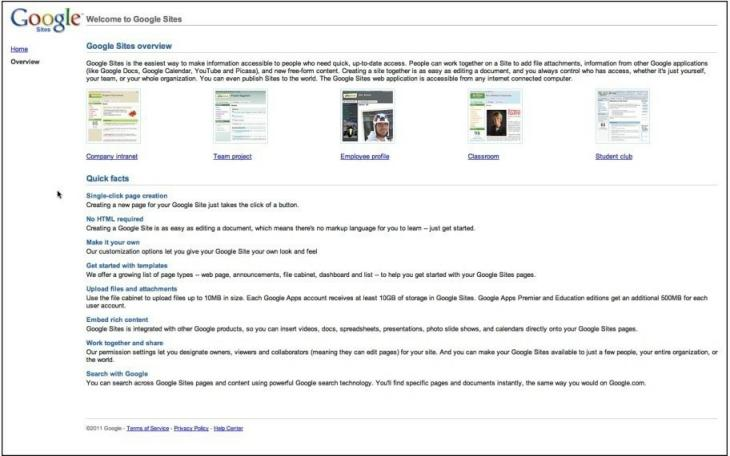 Google
Sites
Welcome to Google Sites
Home
Overview
Google Sites overview
Google Sites is the easiest way to make information accessible to people who need quick, up-to-date access. People can work together on a Site to add file attachments, information from other Google applications
(like Google Docs, Google Calendar, YouTube and Picasa), and new free-form content. Creating a site together is as easy as editing a document, and you always control who has access, whether it's just yourself,
your team, or your whole organization. You can even publish Sites to the world. The Google Sites web application is accessible from any internet connected computer.
Company intranet
Team project
Employee profile
Classroom
Student club
Quick facts
Single-click page creation
Creating a new page for your Google Site just takes the click of a button.
No HTML required
Creating a Google Site is as easy as editing a document, which means there's no markup language for you to learn -- just get started.
Make it your own
Our customization options let you give your Google Site your own look and feel
Get started with templates
We offer a growing list of page types -- web page, announcements, file cabinet, dashboard and list -- to help you get started with your Google Sites pages.
Upload files and attachments
Use the file cabinet to upload files up to 10MB in size. Each Google Apps account receives at least 10GB of storage in Google Sites. Google Apps Premier and Education editions get an additional 500MB for each
user account.
Embed rich content
Google Sites is integrated with other Google products, so you can insert videos, docs, spreadsheets, presentations, photo slide shows, and calendars directly onto your Google Sites pages.
Work together and share
Our permission settings let you designate owners, viewers and collaborators (meaning they can edit pages) for your site. And you can make your Google Sites available to just a few people, your entire organization, or
the world.
Search with Google
You can search across Google Sites pages and content using powerful Google search technology. You'll find specific pages and documents instantly, the same way you would on Google.com.
©2011 Google - Terms of Service - Privacy Policy - Help Center